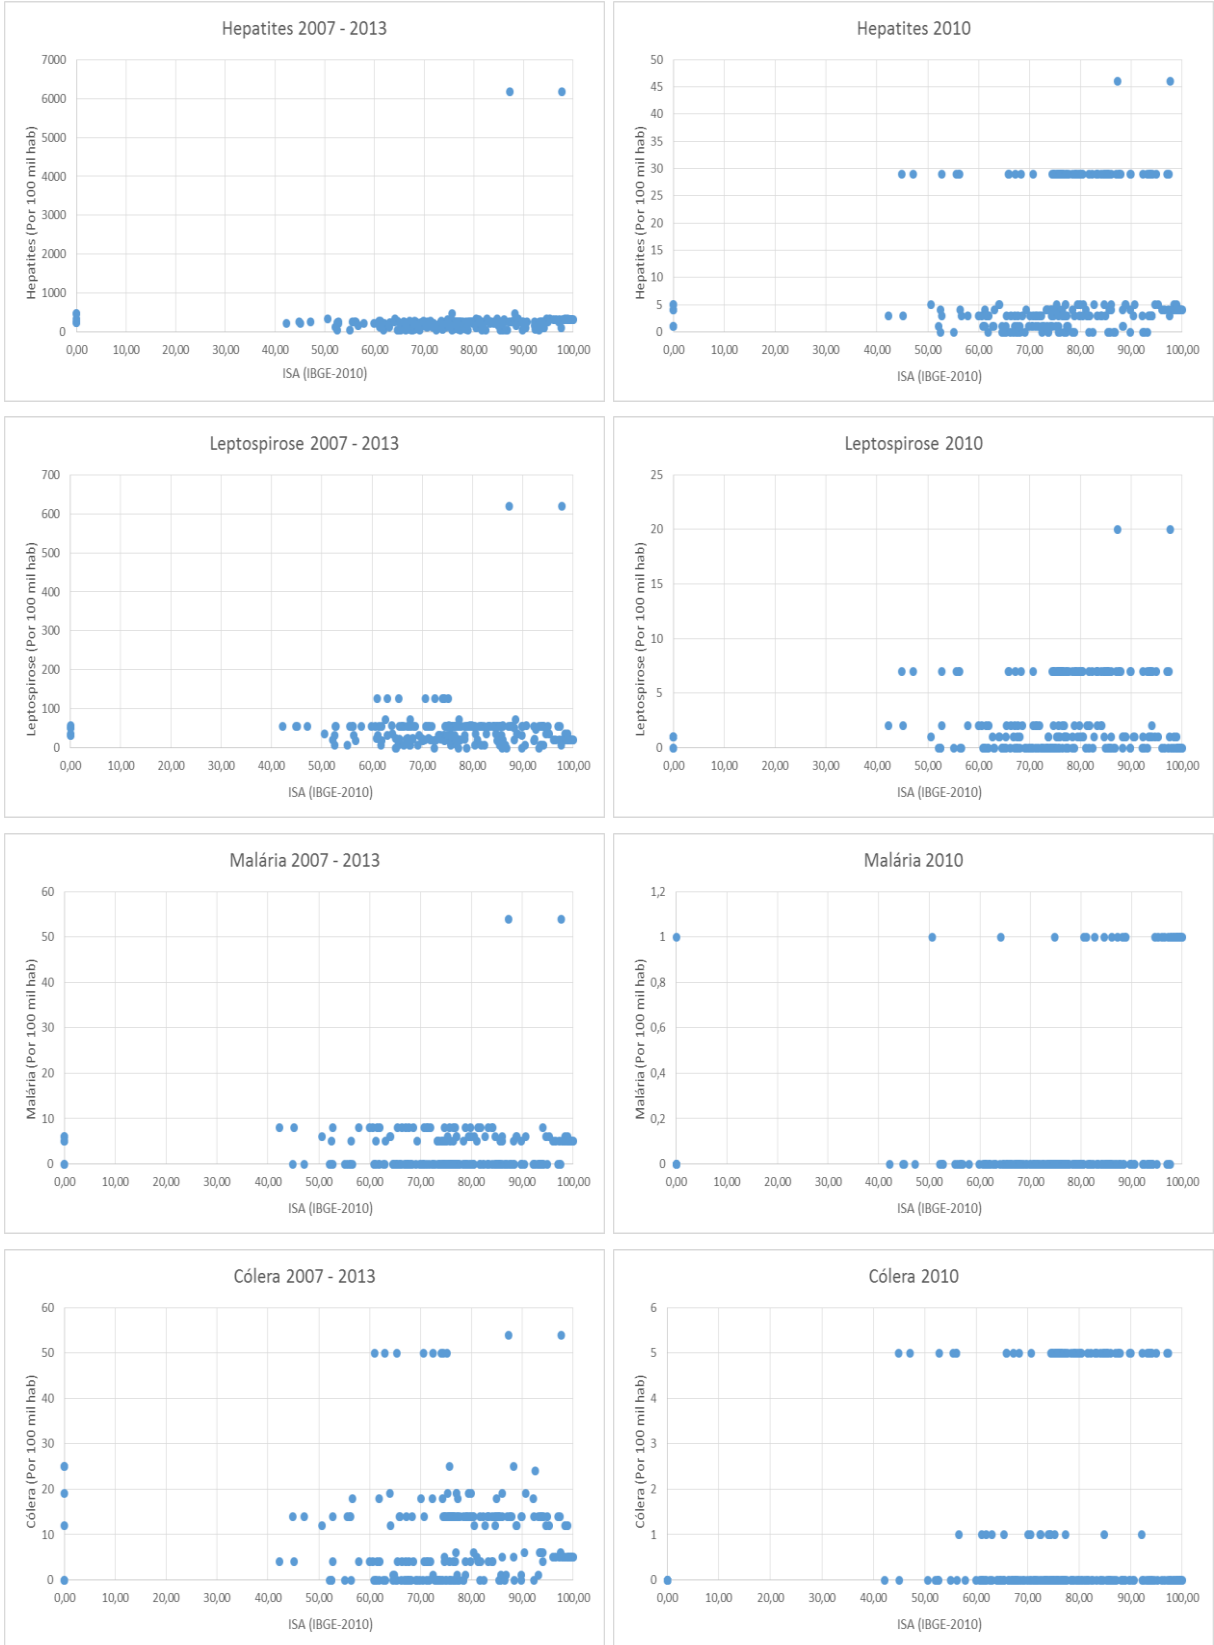 Hepatites 2007 - 2013
Hepatites (Por 100 mil hab)
7000
6000
5000
4000
3000
2000
1000
0
0,00 10,00 20,00 30,00 40,00 50,00 60,00 70,00 80,00 90,00 100,00
ISA (IBGE-2010)
Hepatites 2010
Hepatites (Por 100 mil hab)
50
45
40
35
30
25
20
15
10
5
0
0,00 10,00 20,00 30,00 40,00 50,00 60,00 70,00 80,00 90,00 100,00
ISA (IBGE-2010)
Leptospirose 2007 - 2013
Leptospirose (Por 100 mil hab)
700
600
500
400
300
200
100
0
0,00 10,00 20,00 30,00 40,00 50,00 60,00 70,00 80,00 90,00 100,00
ISA (IBGE-2010)
Leptospirose 2010
Leptospirose (Por 100 mil hab)
25
20
15
10
5
0
0,00 10,00 20,00 30,00 40,00 50,00 60,00 70,00 80,00 90,00 100,00
ISA (IBGE-2010)
Malária 2007 - 2013
Malária (Por 100 mil hab)
60
50
40
30
20
10
0
0,00 10,00 20,00 30,00 40,00 50,00 60,00 70,00 80,00 90,00 100,00
ISA (IBGE-2010)
Malária 2010
Malária (Por 100 mil hab)
1,2
1
0,8
0,6
0,4
0,2
0
0,00 10,00 20,00 30,00 40,00 50,00 60,00 70,00 80,00 90,00 100,00
ISA (IBGE-2010)
Cólera 2007 - 2013
Cólera (Por 100 mil hab)
60
50
40
30
20
10
0
0,00 10,00 20,00 30,00 40,00 50,00 60,00 70,00 80,00 90,00 100,00
ISA (IBGE-2010)
Cólera 2010
Cólera (Por 100 mil hab)
6
5
4
3
2
1
0
0,00 10,00 20,00 30,00 40,00 50,00 60,00 70,00 80,00 90,00 100,00
ISA (IBGE-2010)